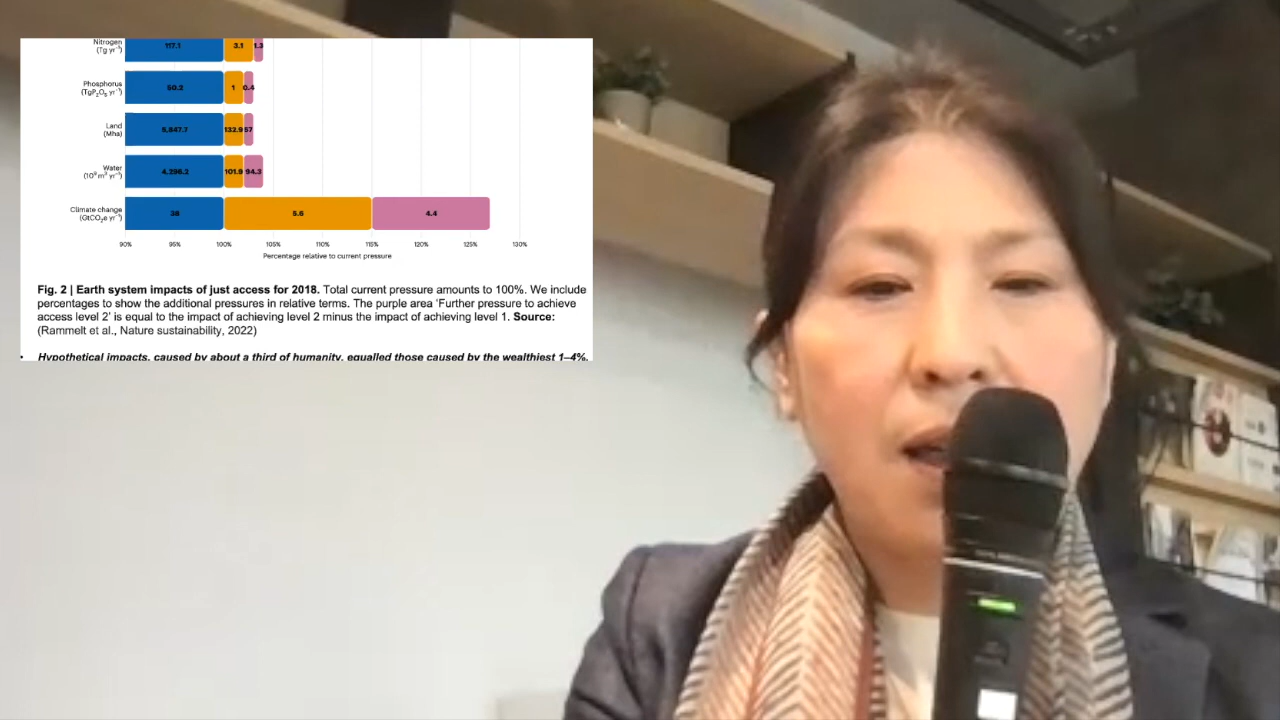 Nitrogen
(Tg yr⁻¹)
117.1 3.1 1.3
Phosphorus
(TgP₂O₅ yr⁻¹)
50.2 1 0.4
Land
(Mha)
5,847.7 132.9 57
Water
(10⁹ m³ yr⁻¹)
4,296.2 101.9 94.3
Climate change
(GtCO₂e yr⁻¹)
38 5.6 4.4
90% 95% 100% 105% 110% 115% 120% 125% 130%
Percentage relative to current pressure
Fig. 2 | Earth system impacts of just access for 2018. Total current pressure amounts to 100%. We include
percentages to show the additional pressures in relative terms. The purple area ‘Further pressure to achieve
access level 2’ is equal to the impact of achieving level 2 minus the impact of achieving level 1. Source:
(Rammelt et al., Nature sustainability, 2022)
• Hypothetical impacts, caused by about a third of humanity, equalled those caused by the wealthiest 1–4%.